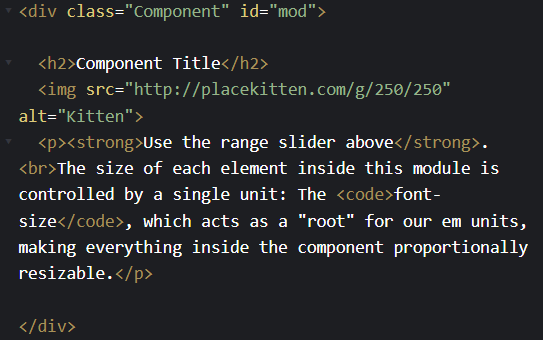 <div class="Component" id="mod">
<h2>Component Title</h2>
<img src="http://placekitten.com/g/250/250"
alt="Kitten">
<p><strong>Use the range slider above</strong>.
<br>The size of each element inside this module is
controlled by a single unit: The <code>font-
size</code>, which acts as a "root" for our em units,
making everything inside the component proportionally
resizable.</p>
</div>